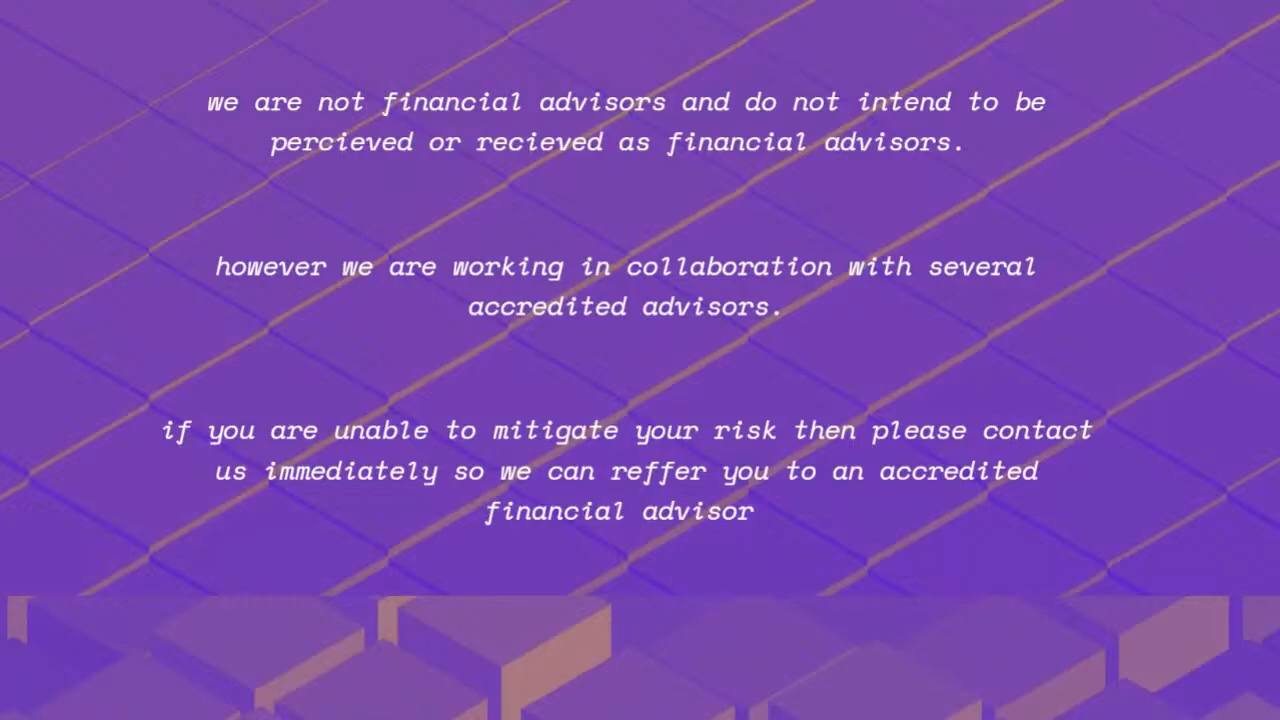 we are not financial advisors and do not intend to be
percieved or recieved as financial advisors.
however we are working in collaboration with several
accredited advisors.
if you are unable to mitigate your risk then please contact
us immediately so we can reffer you to an accredited
financial advisor